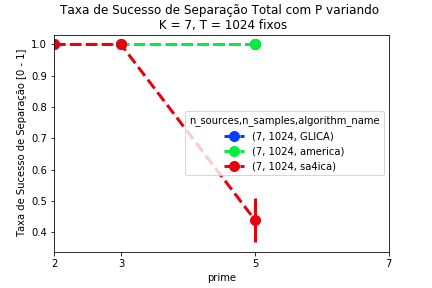 Taxa de Sucesso de Separação Total com P variando
K = 7, T = 1024 fixos
Taxa de Sucesso de Separação [0 - 1]
1.0
0.9
0.8
0.7
0.6
0.5
0.4
n_sources,n_samples,algorithm_name
(7, 1024, GLICA)
(7, 1024, america)
(7, 1024, sa4ica)
2 3 5 7
prime